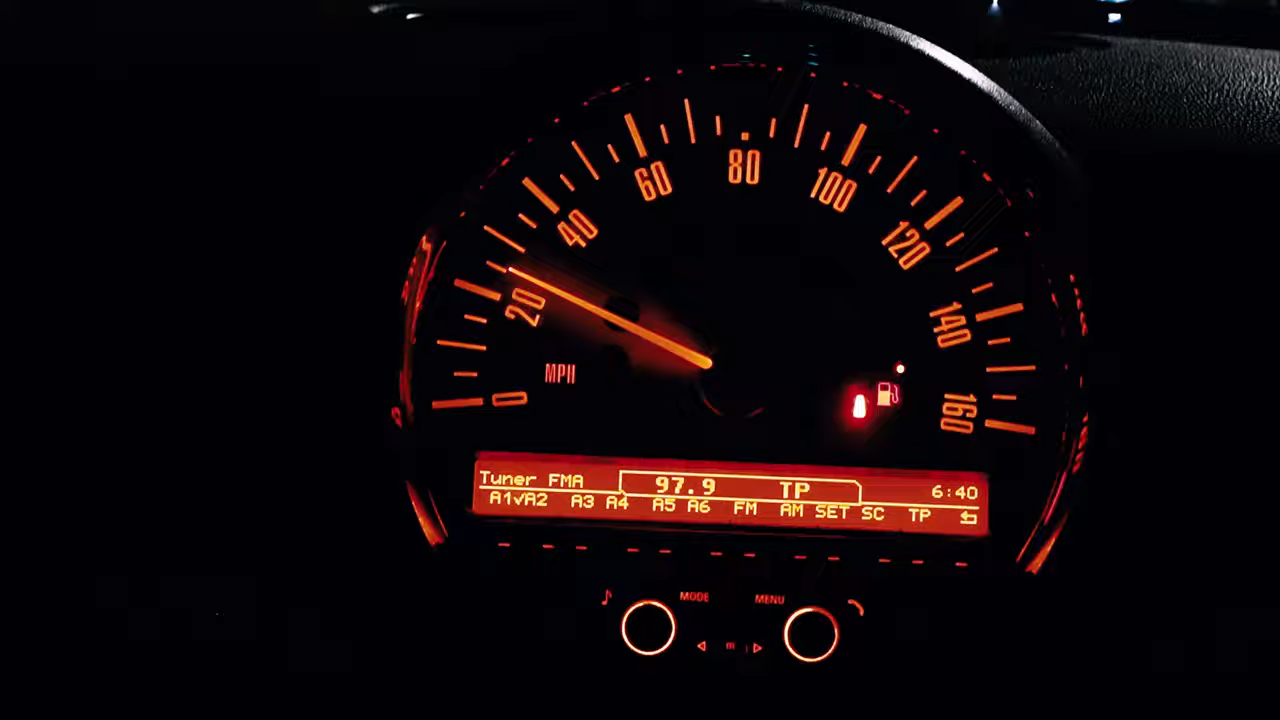 0
20
40
60
80
100
120
140
160
MPH
Tuner FMA 97.9 TP 6:40
A1√A2 A3 A4 A5 A6 FM AM SET SC TP
MODE MENU
m